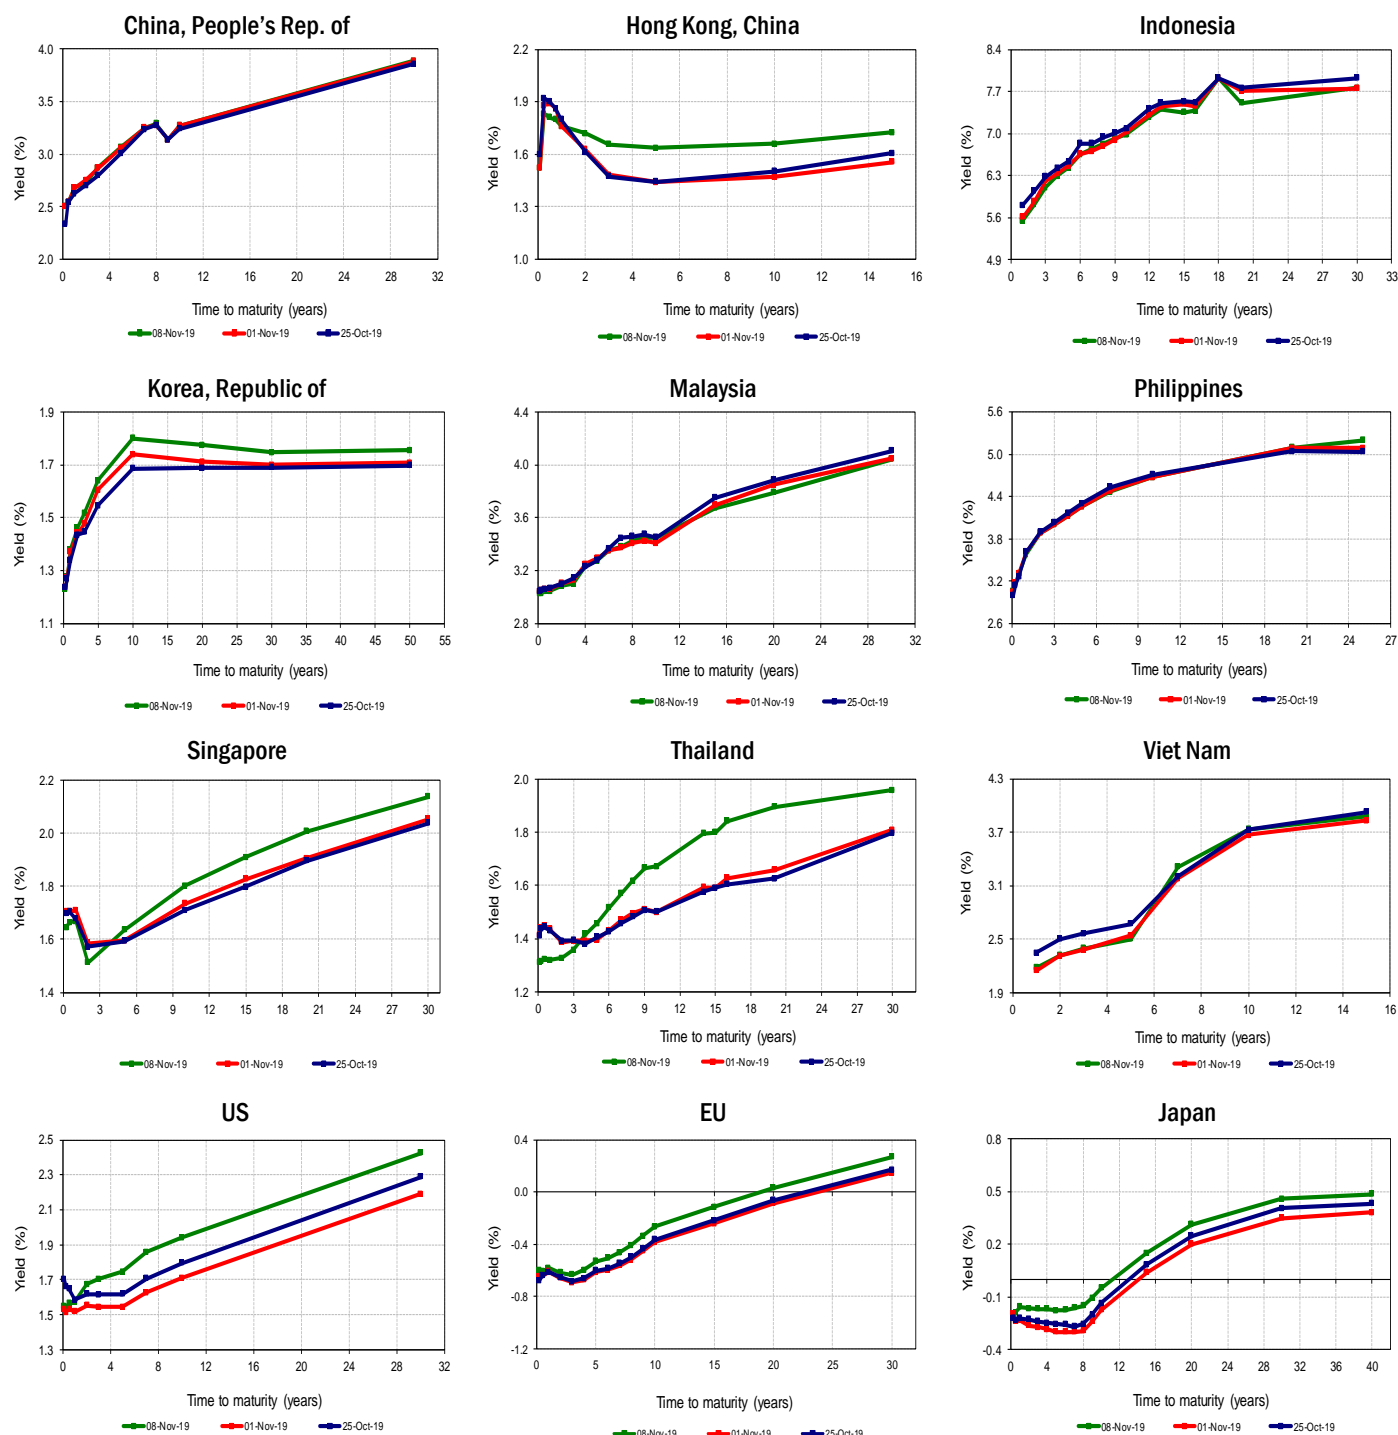 China, People's Rep. of
Yield (%)
4.0
3.5
3.0
2.5
2.0
0 4 8 12 16 20 24 28 32
Time to maturity (years)
08-Nov-19 01-Nov-19 25-Oct-19
Hong Kong, China
Yield (%)
2.2
1.9
1.6
1.3
1.0
0 2 4 6 8 10 12 14 16
Time to maturity (years)
08-Nov-19 01-Nov-19 25-Oct-19
Indonesia
Yield (%)
8.4
7.7
7.0
6.3
5.6
4.9
0 3 6 9 12 15 18 21 24 27 30 33
Time to maturity (years)
08-Nov-19 01-Nov-19 25-Oct-19
Korea, Republic of
Yield (%)
1.9
1.7
1.5
1.3
1.1
0 5 10 15 20 25 30 35 40 45 50 55
Time to maturity (years)
08-Nov-19 01-Nov-19 25-Oct-19
Malaysia
Yield (%)
4.4
4.0
3.6
3.2
2.8
0 4 8 12 16 20 24 28 32
Time to maturity (years)
08-Nov-19 01-Nov-19 25-Oct-19
Philippines
Yield (%)
5.6
5.0
4.4
3.8
3.2
2.6
0 3 6 9 12 15 18 21 24 27
Time to maturity (years)
08-Nov-19 01-Nov-19 25-Oct-19
Singapore
Yield (%)
2.2
2.0
1.8
1.6
1.4
0 3 6 9 12 15 18 21 24 27 30
Time to maturity (years)
08-Nov-19 01-Nov-19 25-Oct-19
Thailand
Yield (%)
2.0
1.8
1.6
1.4
1.2
0 3 6 9 12 15 18 21 24 27 30
Time to maturity (years)
08-Nov-19 01-Nov-19 25-Oct-19
Viet Nam
Yield (%)
4.3
3.7
3.1
2.5
1.9
0 2 4 6 8 10 12 14 16
Time to maturity (years)
08-Nov-19 01-Nov-19 25-Oct-19
US
Yield (%)
2.5
2.3
2.1
1.9
1.7
1.5
1.3
0 4 8 12 16 20 24 28 32
Time to maturity (years)
08-Nov-19 01-Nov-19 25-Oct-19
EU
Yield (%)
0.4
0.0
-0.4
-0.8
-1.2
0 5 10 15 20 25 30
Time to maturity (years)
08-Nov-19 01-Nov-19 25-Oct-19
Japan
Yield (%)
0.8
0.5
0.2
-0.1
-0.4
0 4 8 12 16 20 24 28 32 36 40
Time to maturity (years)
08-Nov-19 01-Nov-19 25-Oct-19